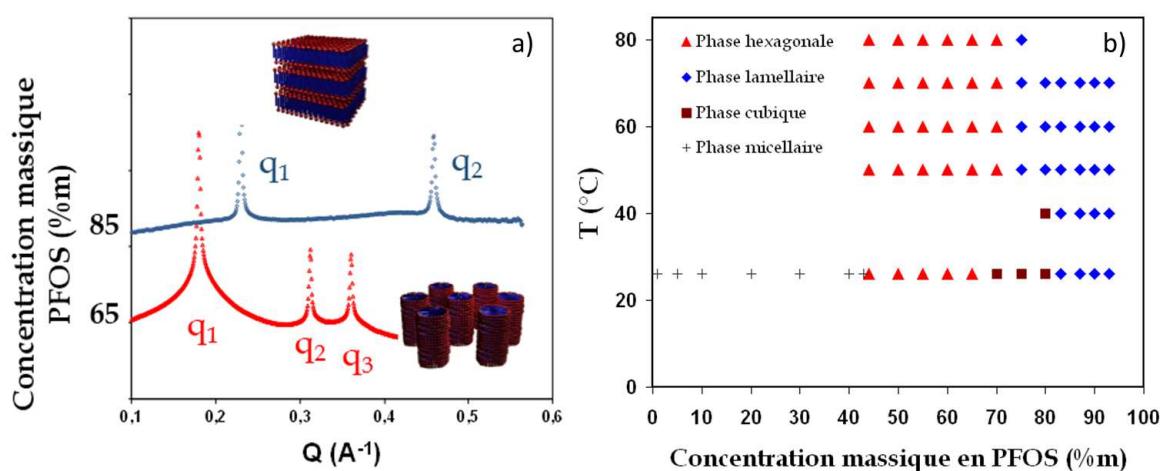 a)
Concentration massique
PFOS (%m)
85
65
q1
q2
q1
q2
q3
0,1
0,2
0,3
0,4
0,5
0,6
Q (A-1)
b)
Phase hexagonale
Phase lamellaire
Phase cubique
Phase micellaire
T (°C)
80
60
40
20
0
0
10
20
30
40
50
60
70
80
90
100
Concentration massique en PFOS (%m)